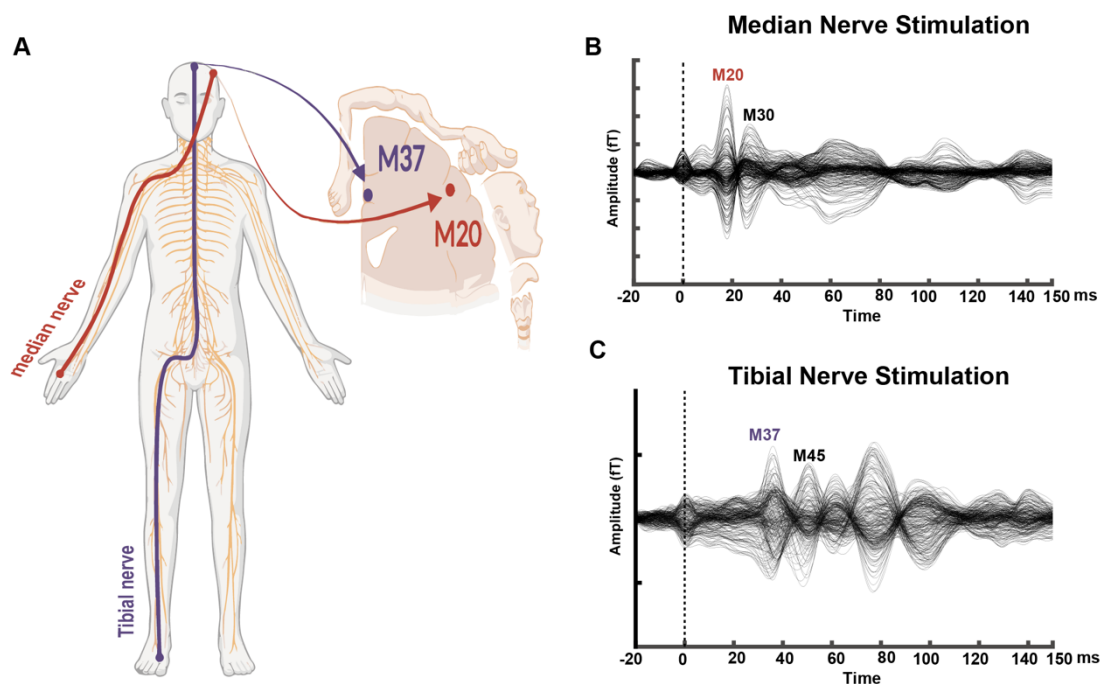 A
M37
M20
median nerve
Tibial nerve
Median Nerve Stimulation
B
M20
M30
Amplitude (fT)
-20 0 20 40 60 80 100 120 140 150 ms
Time
C
Tibial Nerve Stimulation
M37
M45
Amplitude (fT)
-20 0 20 40 60 80 100 120 140 150 ms
Time